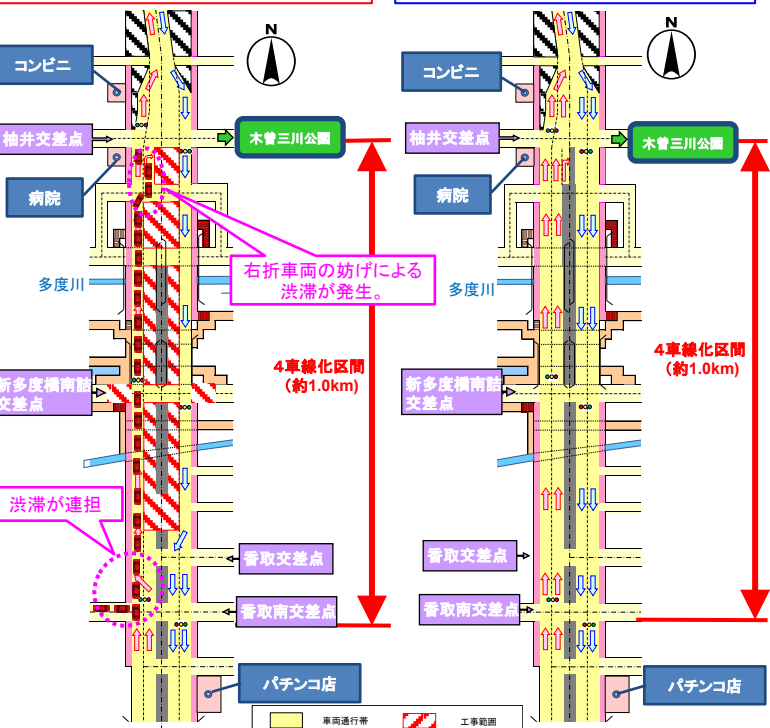 N
コンビニ
柚井交差点
木曽三川公園
病院
右折車両の妨げによる
渋滞が発生。
多度川
4車線化区間
(約1.0km)
新多度橋南詰
交差点
渋滞が連担
香取交差点
香取南交差点
パチンコ店
車両通行帯
工事範囲
N
コンビニ
柚井交差点
木曽三川公園
病院
多度川
4車線化区間
(約1.0km)
新多度橋南詰
交差点
香取交差点
香取南交差点
パチンコ店